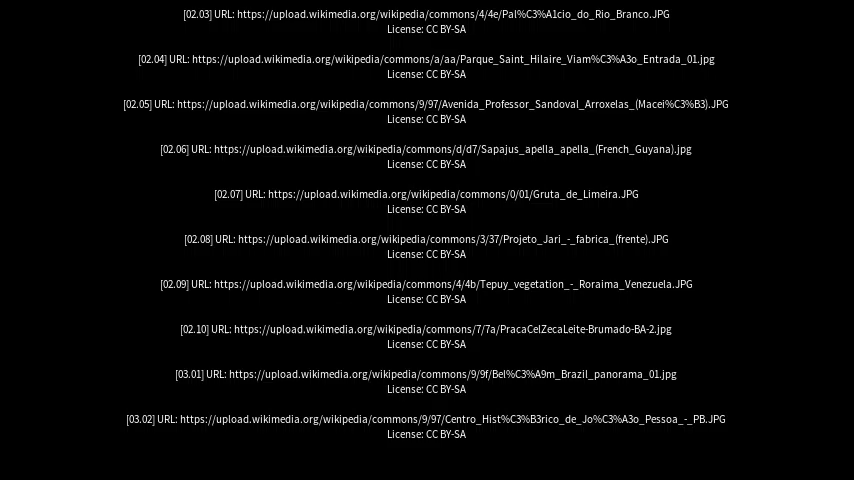 [02.03] URL: https://upload.wikimedia.org/wikipedia/commons/4/4e/Pal%C3%A1cio_do_Rio_Branco.JPG
License: CC BY-SA
[02.04] URL: https://upload.wikimedia.org/wikipedia/commons/a/aa/Parque_Saint_Hilaire_Viam%C3%A3o_Entrada_01.jpg
License: CC BY-SA
[02.05] URL: https://upload.wikimedia.org/wikipedia/commons/9/97/Avenida_Professor_Sandoval_Arroxelas_(Macei%C3%B3).JPG
License: CC BY-SA
[02.06] URL: https://upload.wikimedia.org/wikipedia/commons/d/d7/Sapajus_apella_apella_(French_Guyana).jpg
License: CC BY-SA
[02.07] URL: https://upload.wikimedia.org/wikipedia/commons/0/01/Gruta_de_Limeira.JPG
License: CC BY-SA
[02.08] URL: https://upload.wikimedia.org/wikipedia/commons/3/37/Projeto_Jari_-_fabrica_(frente).JPG
License: CC BY-SA
[02.09] URL: https://upload.wikimedia.org/wikipedia/commons/4/4b/Tepuy_vegetation_-_Roraima_Venezuela.JPG
License: CC BY-SA
[02.10] URL: https://upload.wikimedia.org/wikipedia/commons/7/7a/PracaCelZecaLeite-Brumado-BA-2.jpg
License: CC BY-SA
[03.01] URL: https://upload.wikimedia.org/wikipedia/commons/9/9f/Bel%C3%A9m_Brazil_panorama_01.jpg
License: CC BY-SA
[03.02] URL: https://upload.wikimedia.org/wikipedia/commons/9/97/Centro_Hist%C3%B3rico_de_Jo%C3%A3o_Pessoa_-_PB.JPG
License: CC BY-SA